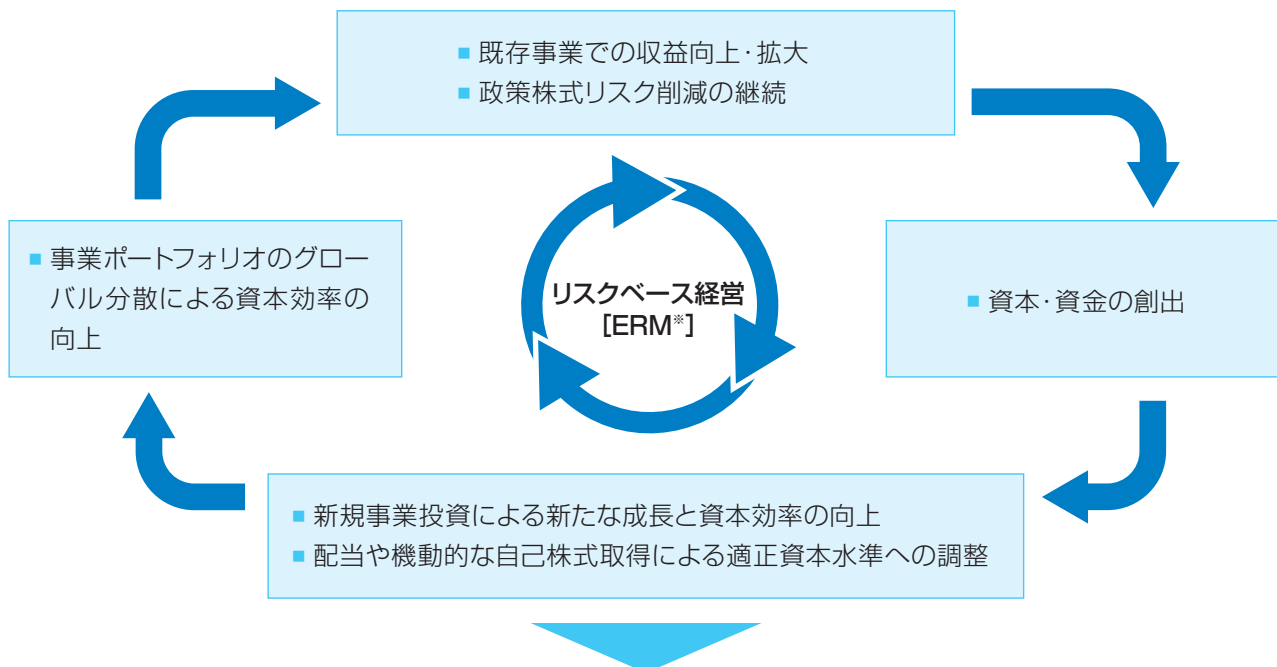 ■ 既存事業での収益向上・拡大
■ 政策株式リスク削減の継続
■ 事業ポートフォリオのグロー
バル分散による資本効率の
向上
リスクベース経営
[ERM※]
■ 資本・資金の創出
■ 新規事業投資による新たな成長と資本効率の向上
■ 配当や機動的な自己株式取得による適正資本水準への調整